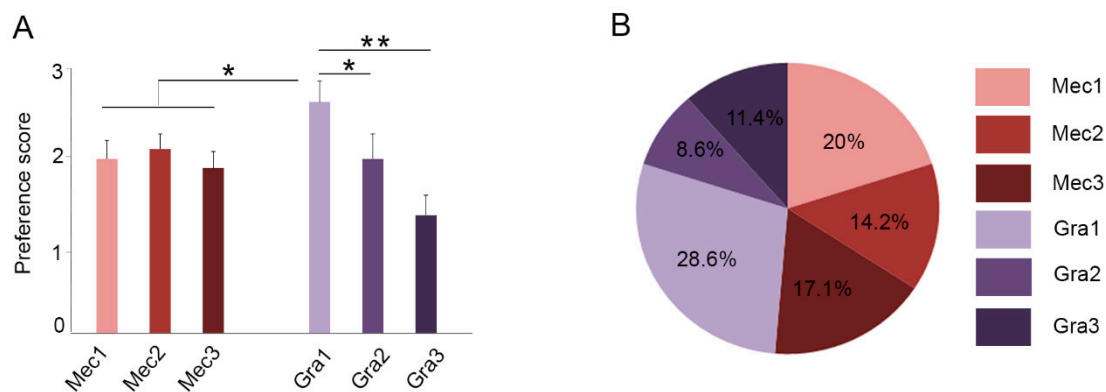 A
Preference score
3
2
1
0
*
*
**
Mec1
Mec2
Mec3
Gra1
Gra2
Gra3
B
20%
14.2%
17.1%
28.6%
8.6%
11.4%
Mec1
Mec2
Mec3
Gra1
Gra2
Gra3